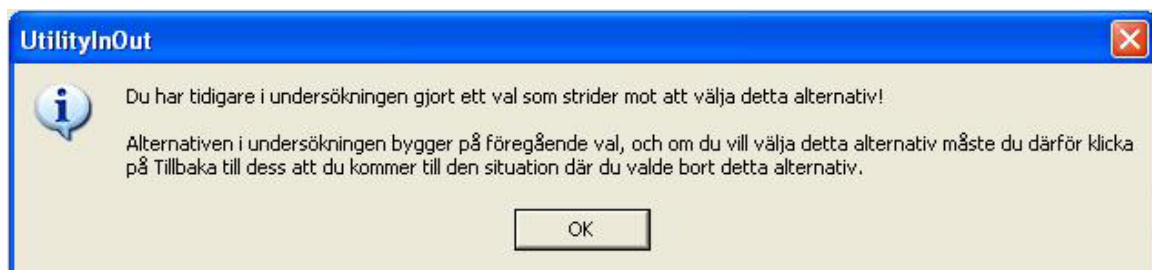 UtilityInOut
Du har tidigare i undersökningen gjort ett val som strider mot att välja detta alternativ!
Alternativen i undersökningen bygger på föregående val, och om du vill välja detta alternativ måste du därför klicka
på Tillbaka till dess att du kommer till den situation där du valde bort detta alternativ.
OK